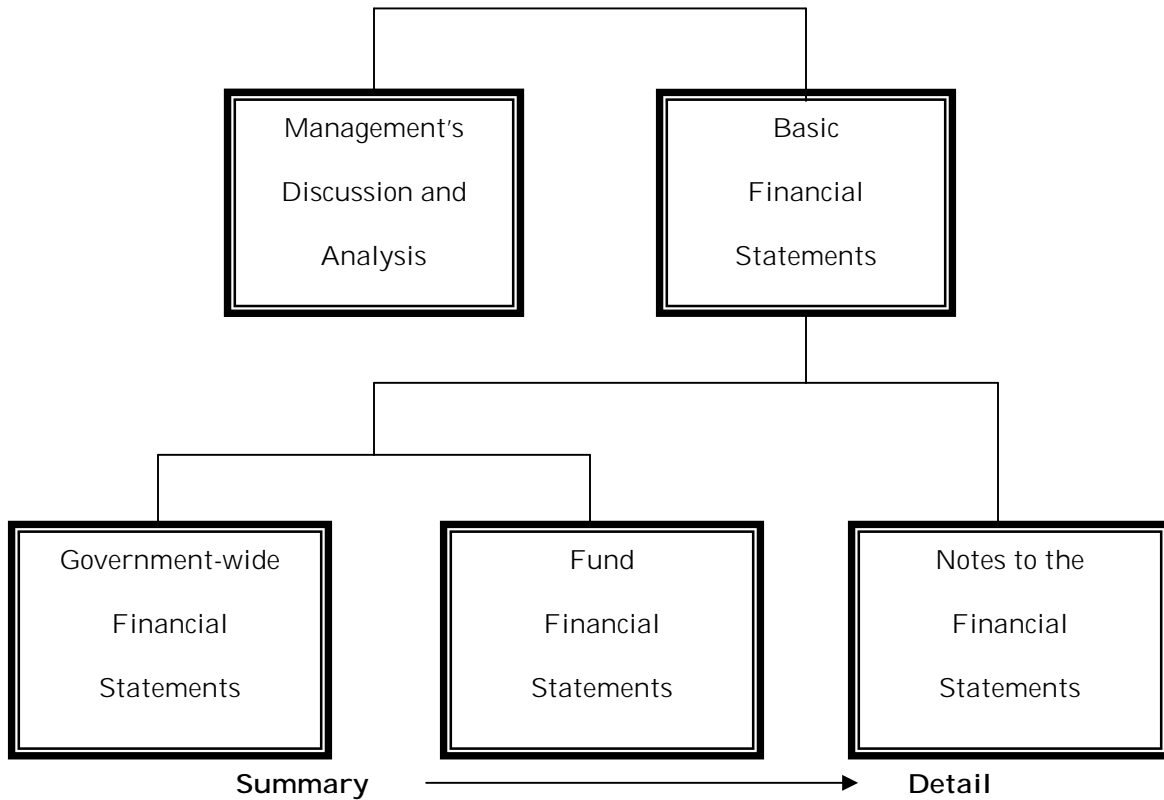 Management's
Discussion and
Analysis
Basic
Financial
Statements
Government-wide
Financial
Statements
Fund
Financial
Statements
Notes to the
Financial
Statements
Summary Detail